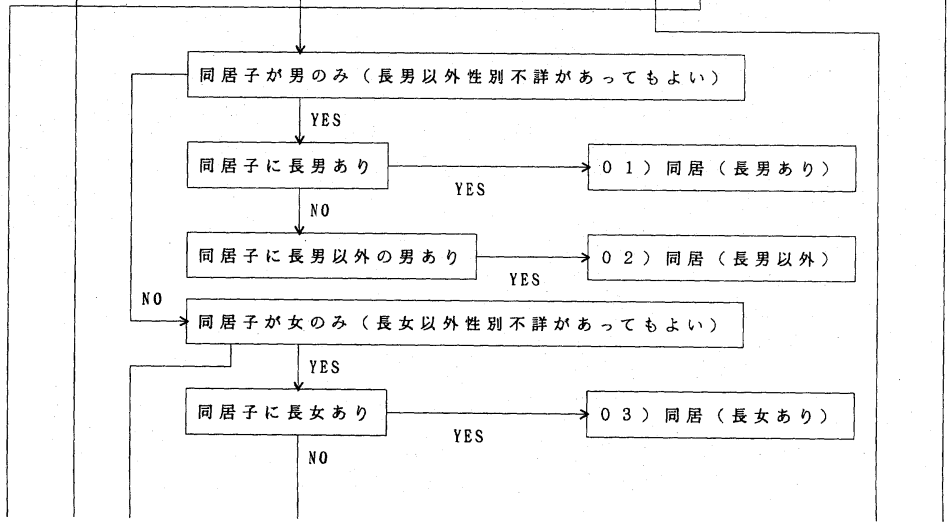 同居子が男のみ（長男以外性別不詳があってもよい）
YES
同居子に長男あり
YES
01）同居（長男あり）
NO
同居子に長男以外の男あり
YES
02）同居（長男以外）
NO
同居子が女のみ（長女以外性別不詳があってもよい）
YES
同居子に長女あり
YES
03）同居（長女あり）
NO